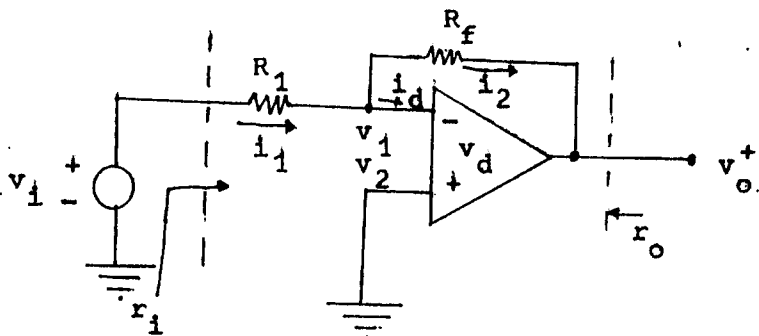 R_f
R_1
i_d
i_2
-
i_1
v_1
v_d
v_o^+
v_i
+
-
v_2
+
r_o
r_i